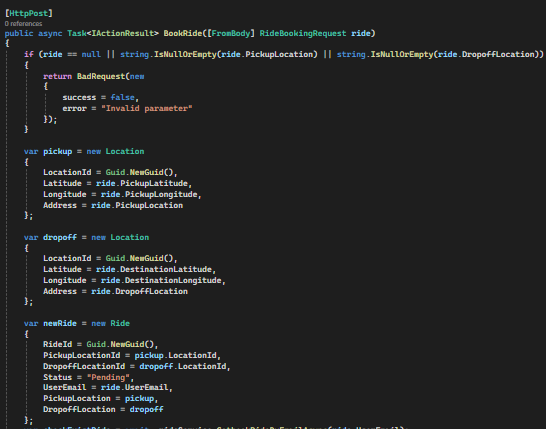 [HttpPost]
0 references
public async Task<IActionResult> BookRide([FromBody] RideBookingRequest ride)
{
if (ride == null || string.IsNullOrEmpty(ride.PickupLocation) || string.IsNullOrEmpty(ride.DropoffLocation))
{
return BadRequest(new
{
success = false,
error = "Invalid parameter"
});
}
var pickup = new Location
{
LocationId = Guid.NewGuid(),
Latitude = ride.PickupLatitude,
Longitude = ride.PickupLongitude,
Address = ride.PickupLocation
};
var dropoff = new Location
{
LocationId = Guid.NewGuid(),
Latitude = ride.DestinationLatitude,
Longitude = ride.DestinationLongitude,
Address = ride.DropoffLocation
};
var newRide = new Ride
{
RideId = Guid.NewGuid(),
PickupLocationId = pickup.LocationId,
DropoffLocationId = dropoff.LocationId,
Status = "Pending",
UserEmail = ride.UserEmail,
PickupLocation = pickup,
DropoffLocation = dropoff
};